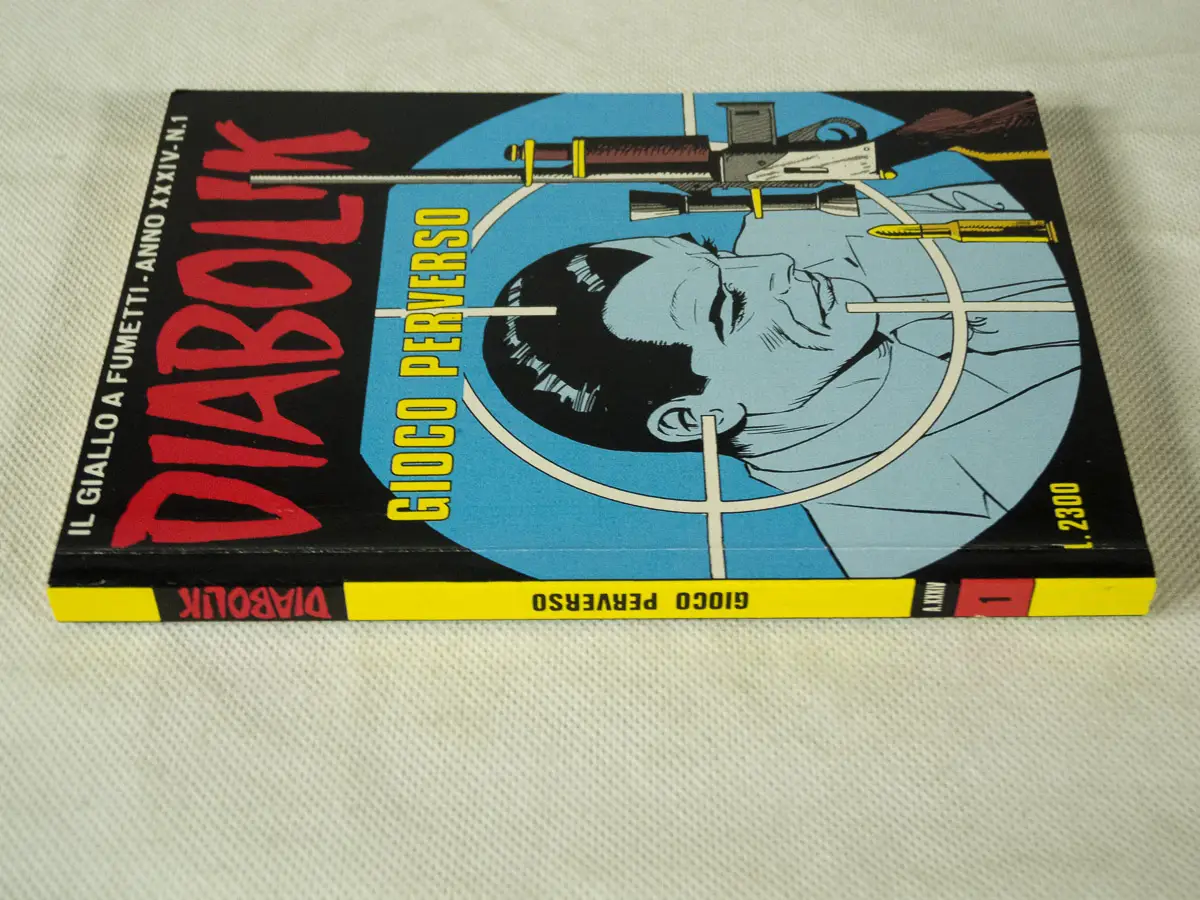 IL GIALLO A FUMETTI - ANNO XXXIV - N.1
DIABOLIK
GIOCO PERVERSO
L. 2300
DIABOLIK
GIOCO PERVERSO
A. XXXIV
1